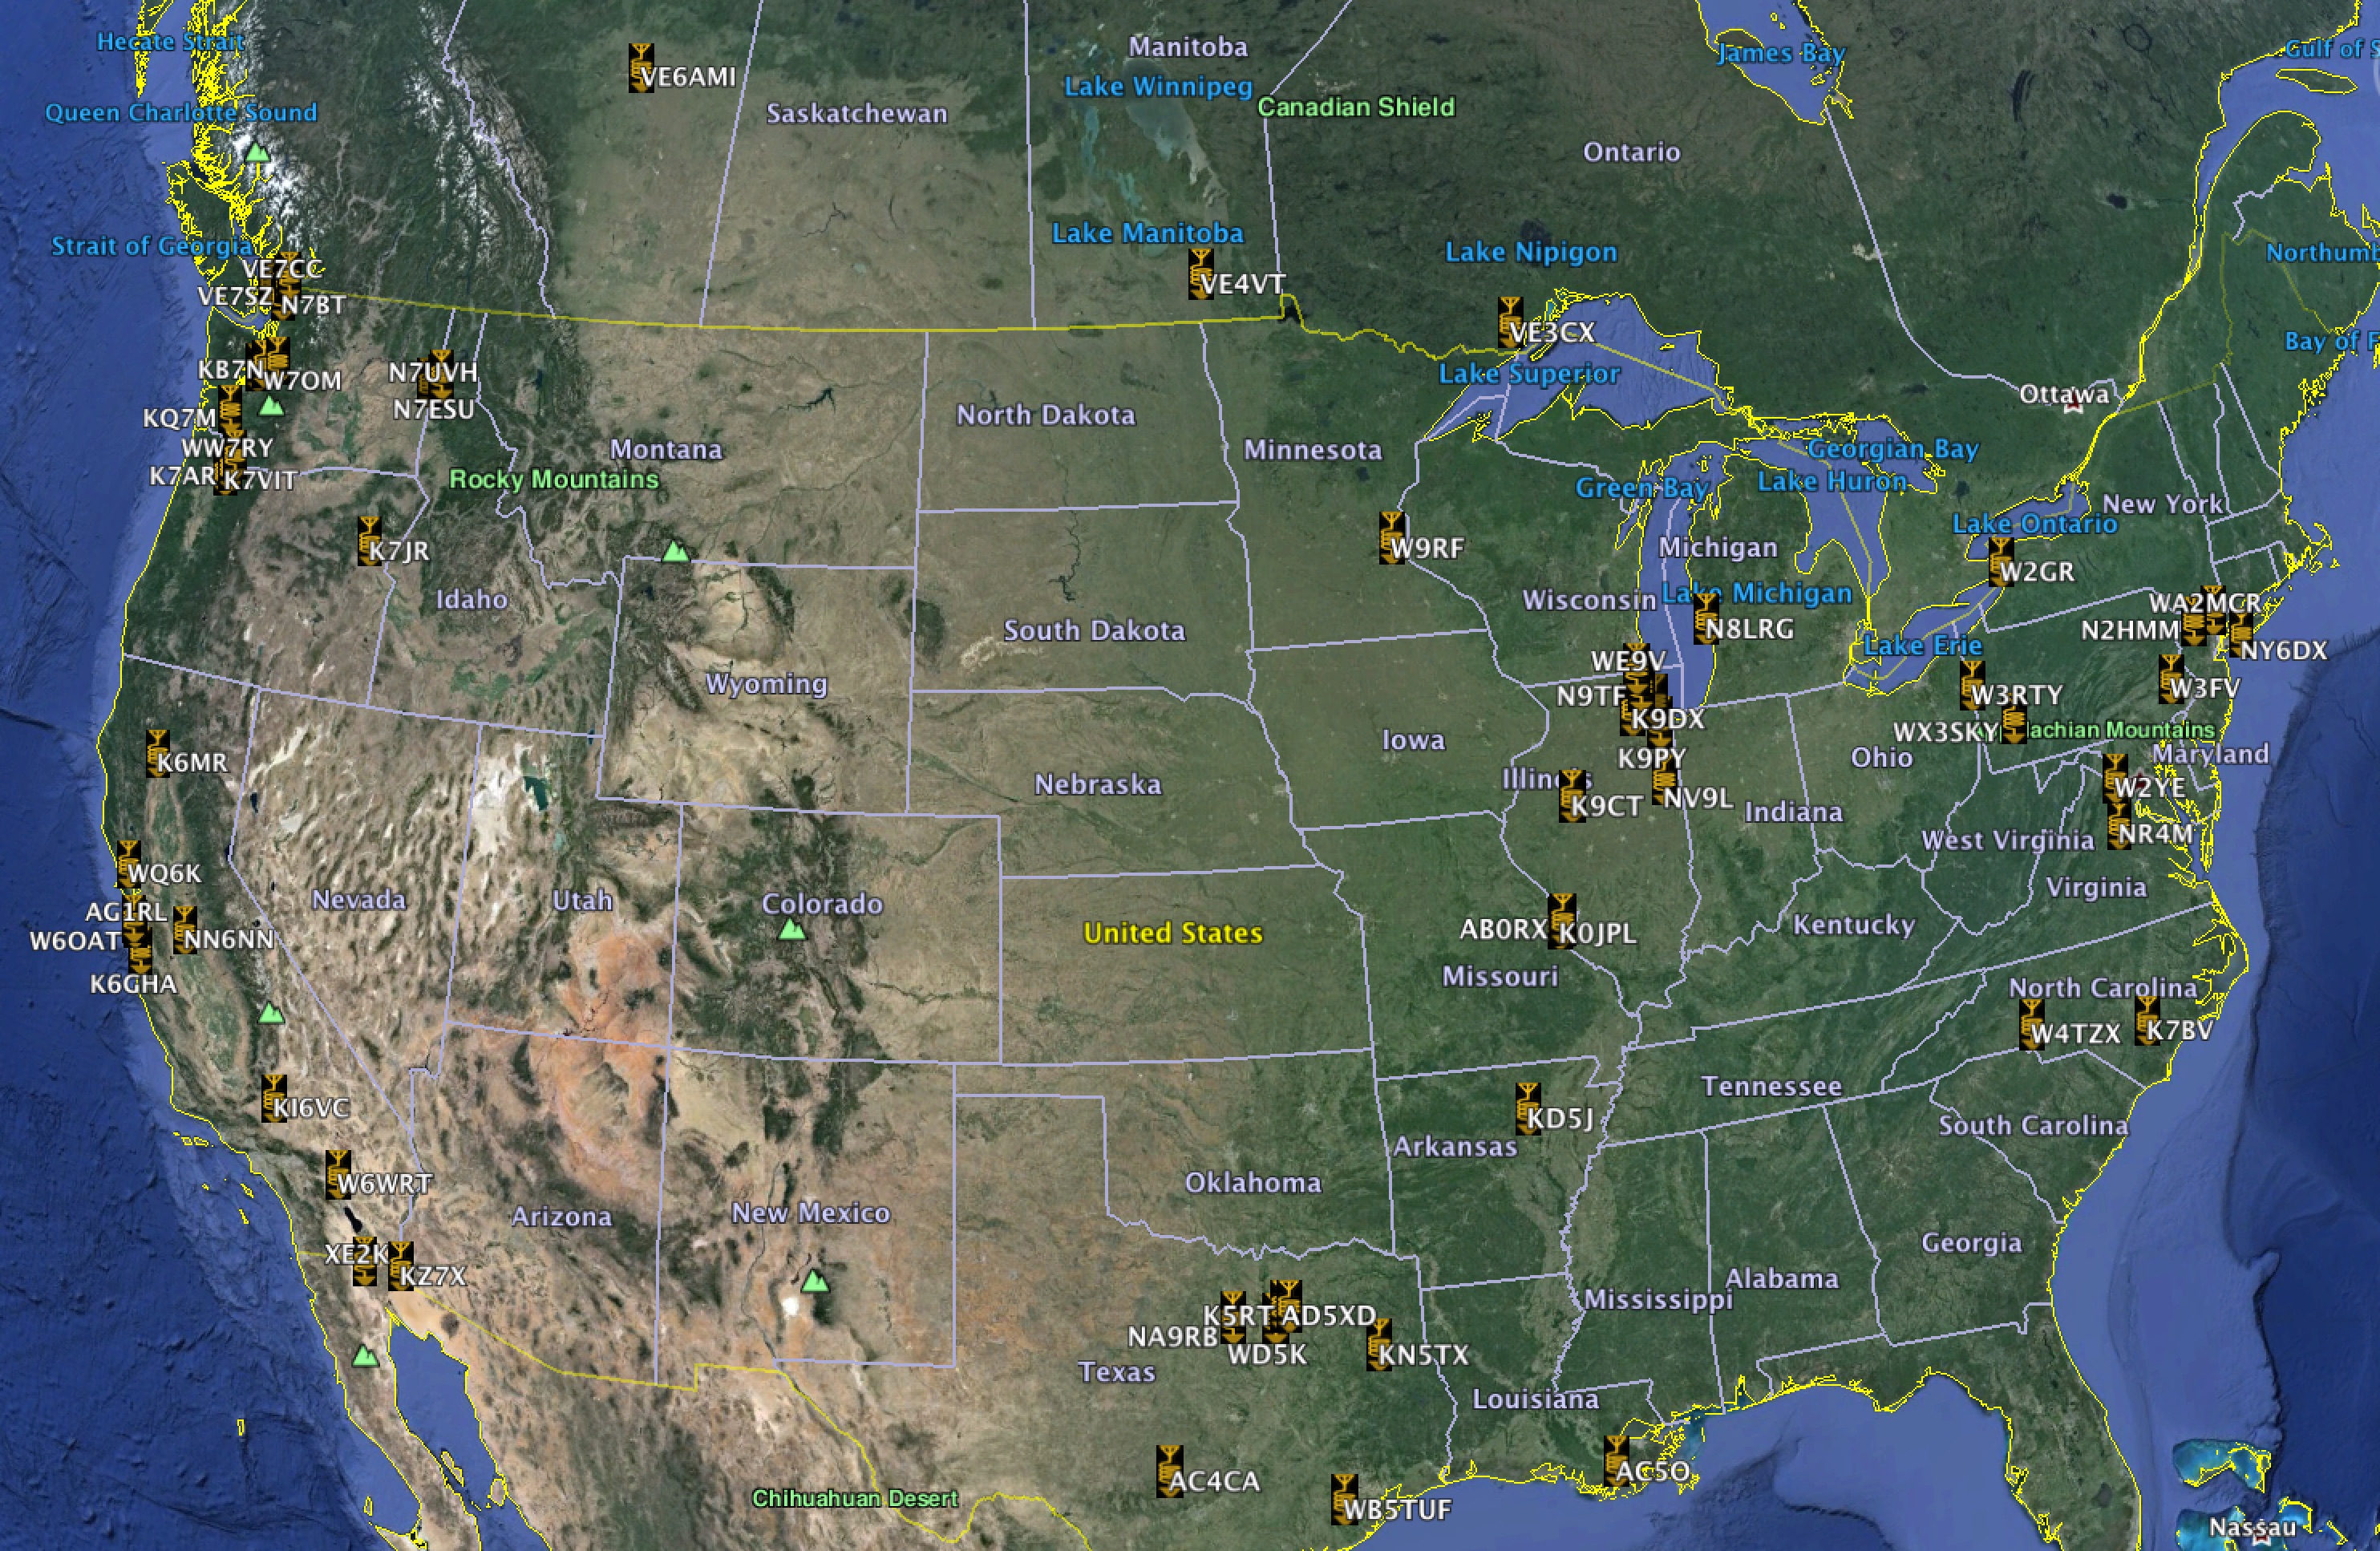 Hecate Strait
Manitoba
James Bay
Gulf of S
VE6AMI
Lake Winnipeg
Queen Charlotte Sound
Saskatchewan
Canadian Shield
Ontario
Strait of Georgia
Lake Manitoba
Lake Nipigon
Northumb
VE7CC
VE7SZ
N7BT
VE4VT
VE3CX
Bay of F
KB7N
W7OM
N7UVH
N7ESU
Lake Superior
Ottawa
KQ7M
North Dakota
WW7RY
Montana
Minnesota
Georgian Bay
K7AR
K7VIT
Rocky Mountains
Green Bay
Lake Huron
New York
Lake Ontario
K7JR
W9RF
Michigan
W2GR
Idaho
Wisconsin
Lake Michigan
WA2MCR
South Dakota
N8LRG
N2HMM
Lake Erie
NY6DX
WE9V
Wyoming
N9TF
W3RTY
W3FV
K9DX
WX3SKY
lachian Mountains
Iowa
K6MR
K9PY
Ohio
Maryland
Nebraska
Illinois
NV9L
W2YE
K9CT
Indiana
West Virginia
NR4M
WQ6K
Nevada
Utah
Colorado
Virginia
AG1RL
W6OAT
NN6NN
United States
AB0RX
K0JPL
Kentucky
K6GHA
Missouri
North Carolina
W4TZX
K7BV
KI6VC
Tennessee
KD5J
Arkansas
South Carolina
W6WRT
Oklahoma
Arizona
New Mexico
XE2K
KZ7X
Georgia
Alabama
Mississippi
K5RT
AD5XD
NA9RB
WD5K
KN5TX
Texas
Louisiana
AC4CA
AC5O
Chihuahuan Desert
WB5TUF
Nassau